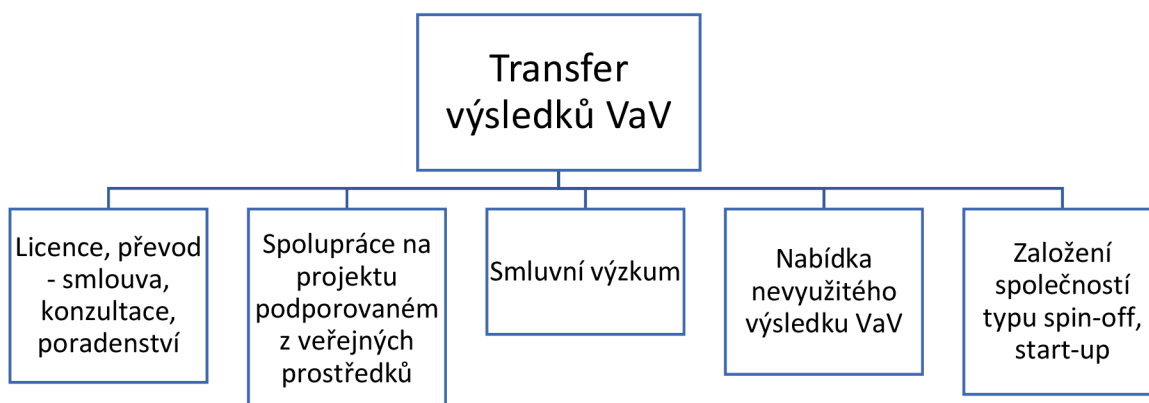 Transfer
výsledků VaV
Licence, převod
- smlouva,
konzultace,
poradenství
Spolupráce na
projektu
podporovaném
z veřejných
prostředků
Smluvní výzkum
Nabídka
nevyužitého
výsledku VaV
Založení
společností
typu spin-off,
start-up